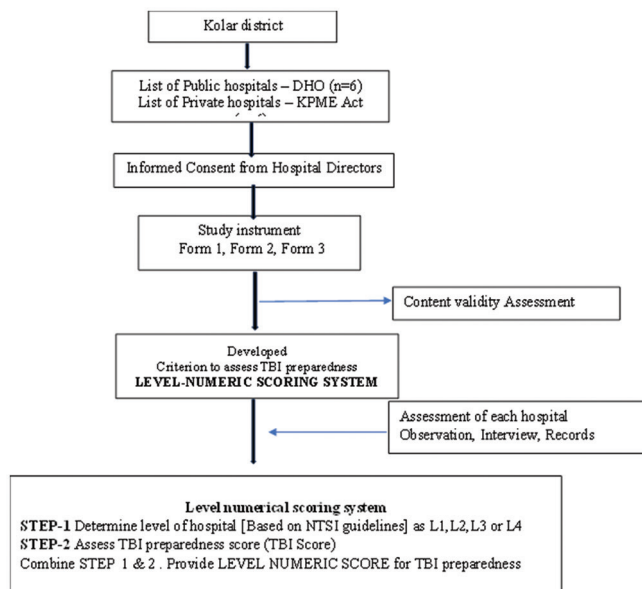 Kolar district
List of Public hospitals – DHO (n=6)
List of Private hospitals – KPME Act
Informed Consent from Hospital Directors
Study instrument
Form 1, Form 2, Form 3
Content validity Assessment
Developed
Criterion to assess TBI preparedness
LEVEL-NUMERIC SCORING SYSTEM
Assessment of each hospital
Observation, Interview, Records
Level numerical scoring system
STEP-1 Determine level of hospital [Based on NTSI guidelines] as L1,L2,L3 or L4
STEP-2 Assess TBI preparedness score (TBI Score)
Combine STEP 1 & 2 . Provide LEVEL NUMERIC SCORE for TBI preparedness